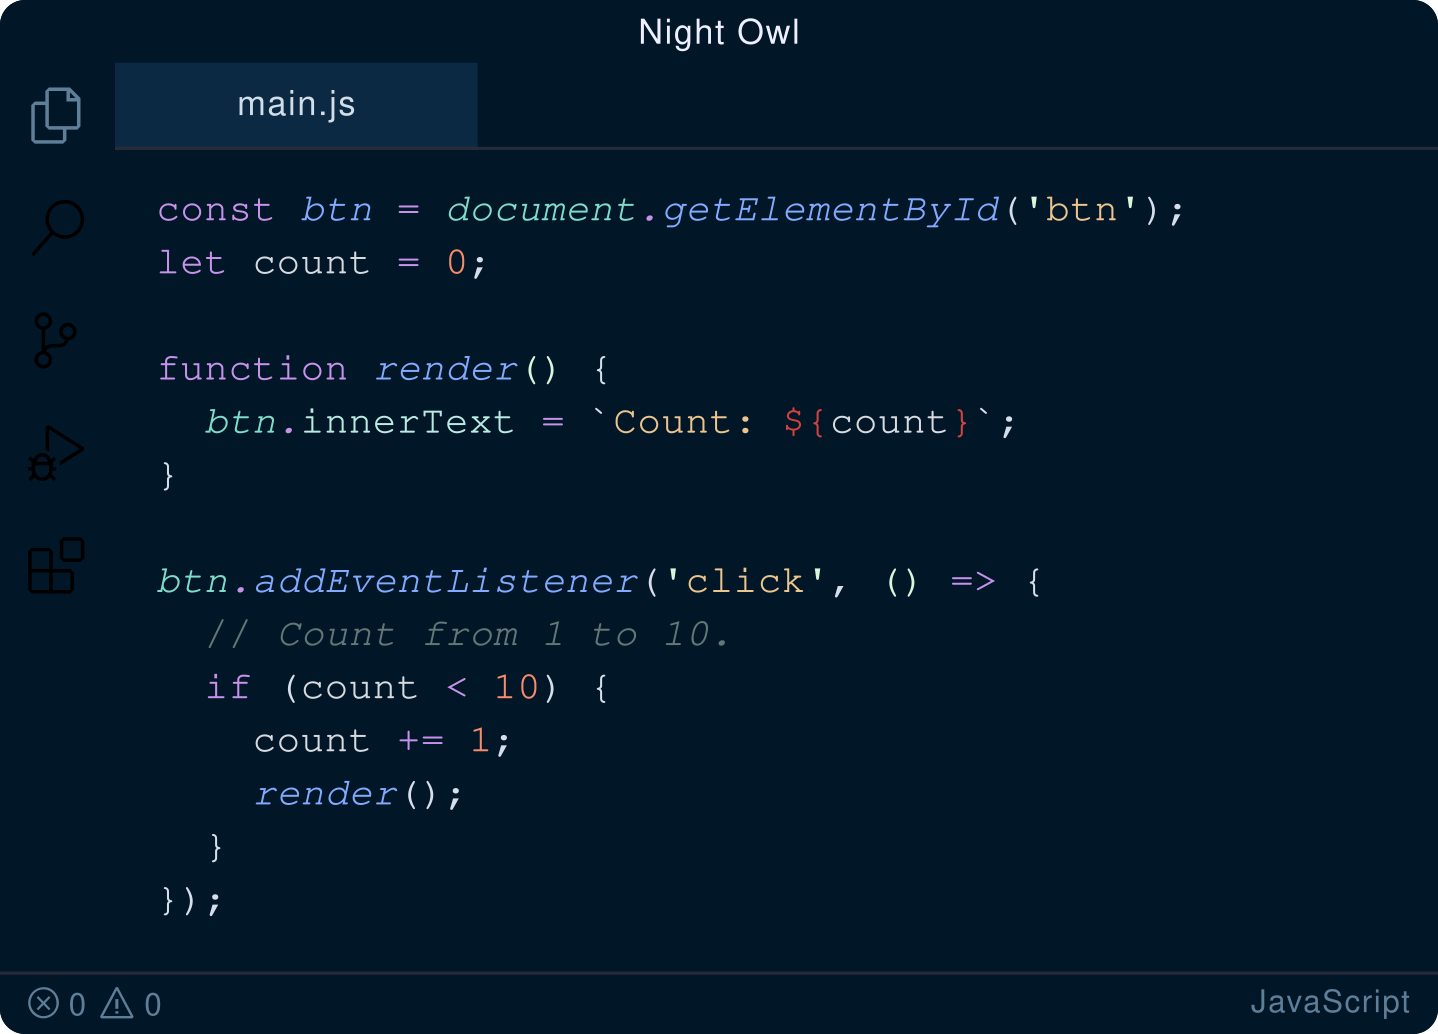 Night Owl
main.js
const btn = document.getElementById('btn');
let count = 0;
function render() {
  btn.innerText = `Count: ${count}`;
}
btn.addEventListener('click', () => {
  // Count from 1 to 10.
  if (count < 10) {
    count += 1;
    render();
  }
});
0 0 JavaScript